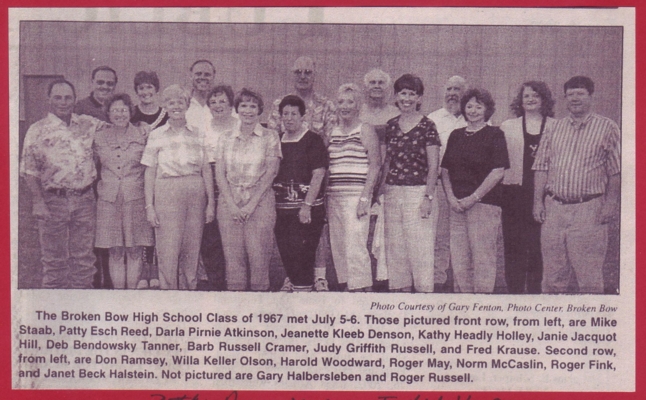 Photo Courtesy of Gary Fenton, Photo Center, Broken Bow
The Broken Bow High School Class of 1967 met July 5-6. Those pictured front row, from left, are Mike
Staab, Patty Esch Reed, Darla Pirnie Atkinson, Jeanette Kleeb Denson, Kathy Headly Holley, Janie Jacquot
Hill, Deb Bendowsky Tanner, Barb Russell Cramer, Judy Griffith Russell, and Fred Krause. Second row,
from left, are Don Ramsey, Willa Keller Olson, Harold Woodward, Roger May, Norm McCaslin, Roger Fink,
and Janet Beck Halstein. Not pictured are Gary Halbersleben and Roger Russell.